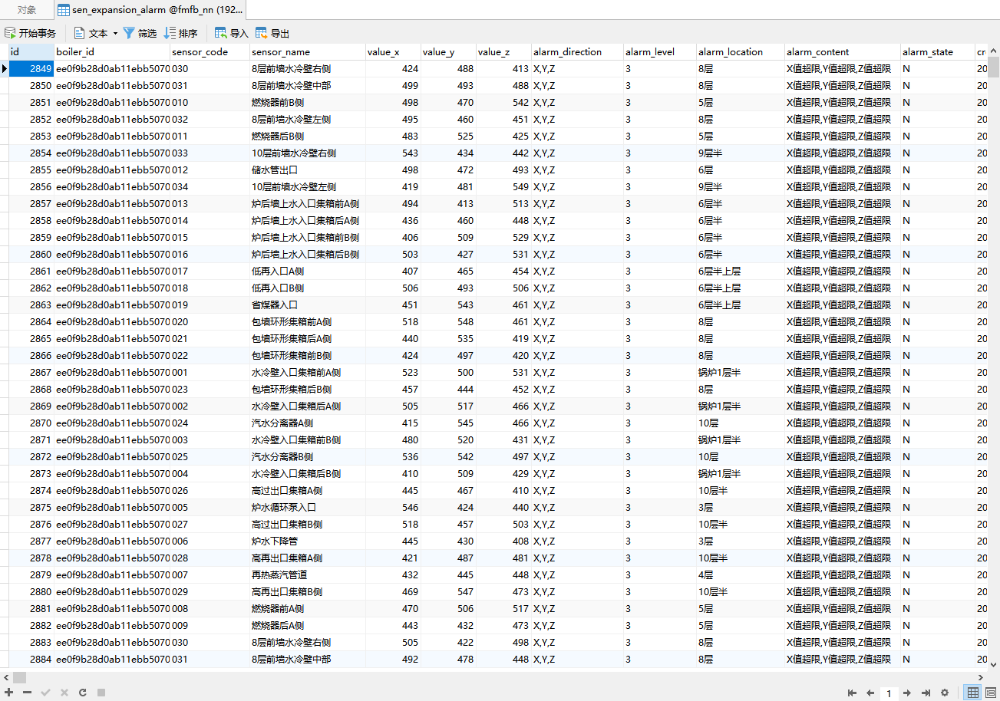 对象 sen_expansion_alarm @fmfb_nn (192...
开始事务 文本 筛选 排序 导入 导出
id boiler_id sensor_code sensor_name value_x value_y value_z alarm_direction alarm_level alarm_location alarm_content alarm_state cr
2849 ee0f9b28d0ab11ebb5070 030 8层前墙水冷壁右侧 424 488 413 X,Y,Z 3 8层 X值超限,Y值超限,Z值超限 N 20
2850 ee0f9b28d0ab11ebb5070 031 8层前墙水冷壁中部 499 493 488 X,Y,Z 3 8层 X值超限,Y值超限,Z值超限 N 20
2851 ee0f9b28d0ab11ebb5070 010 燃烧器前B侧 498 470 542 X,Y,Z 3 5层 X值超限,Y值超限,Z值超限 N 20
2852 ee0f9b28d0ab11ebb5070 032 8层前墙水冷壁左侧 495 460 451 X,Y,Z 3 8层 X值超限,Y值超限,Z值超限 N 20
2853 ee0f9b28d0ab11ebb5070 011 燃烧器后B侧 483 525 425 X,Y,Z 3 5层 X值超限,Y值超限,Z值超限 N 20
2854 ee0f9b28d0ab11ebb5070 033 10层前墙水冷壁右侧 543 434 442 X,Y,Z 3 9层半 X值超限,Y值超限,Z值超限 N 20
2855 ee0f9b28d0ab11ebb5070 012 储水管出口 498 472 493 X,Y,Z 3 6层 X值超限,Y值超限,Z值超限 N 20
2856 ee0f9b28d0ab11ebb5070 034 10层前墙水冷壁左侧 419 481 549 X,Y,Z 3 9层半 X值超限,Y值超限,Z值超限 N 20
2857 ee0f9b28d0ab11ebb5070 013 炉后墙上水入口集箱前A侧 494 413 513 X,Y,Z 3 6层半 X值超限,Y值超限,Z值超限 N 20
2858 ee0f9b28d0ab11ebb5070 014 炉后墙上水入口集箱后A侧 436 460 448 X,Y,Z 3 6层半 X值超限,Y值超限,Z值超限 N 20
2859 ee0f9b28d0ab11ebb5070 015 炉后墙上水入口集箱前B侧 406 509 529 X,Y,Z 3 6层半 X值超限,Y值超限,Z值超限 N 20
2860 ee0f9b28d0ab11ebb5070 016 炉后墙上水入口集箱后B侧 503 427 531 X,Y,Z 3 6层半 X值超限,Y值超限,Z值超限 N 20
2861 ee0f9b28d0ab11ebb5070 017 低再入口A侧 407 465 454 X,Y,Z 3 6层半上层 X值超限,Y值超限,Z值超限 N 20
2862 ee0f9b28d0ab11ebb5070 018 低再入口B侧 506 493 506 X,Y,Z 3 6层半上层 X值超限,Y值超限,Z值超限 N 20
2863 ee0f9b28d0ab11ebb5070 019 省煤器入口 451 543 461 X,Y,Z 3 6层半上层 X值超限,Y值超限,Z值超限 N 20
2864 ee0f9b28d0ab11ebb5070 020 包墙环形集箱前A侧 518 548 461 X,Y,Z 3 8层 X值超限,Y值超限,Z值超限 N 20
2865 ee0f9b28d0ab11ebb5070 021 包墙环形集箱后A侧 440 535 419 X,Y,Z 3 8层 X值超限,Y值超限,Z值超限 N 20
2866 ee0f9b28d0ab11ebb5070 022 包墙环形集箱前B侧 424 497 420 X,Y,Z 3 8层 X值超限,Y值超限,Z值超限 N 20
2867 ee0f9b28d0ab11ebb5070 001 水冷壁入口集箱前A侧 523 500 531 X,Y,Z 3 锅炉1层半 X值超限,Y值超限,Z值超限 N 20
2868 ee0f9b28d0ab11ebb5070 023 包墙环形集箱后B侧 457 444 452 X,Y,Z 3 8层 X值超限,Y值超限,Z值超限 N 20
2869 ee0f9b28d0ab11ebb5070 002 水冷壁入口集箱后A侧 505 517 466 X,Y,Z 3 锅炉1层半 X值超限,Y值超限,Z值超限 N 20
2870 ee0f9b28d0ab11ebb5070 024 汽水分离器A侧 415 545 466 X,Y,Z 3 10层 X值超限,Y值超限,Z值超限 N 20
2871 ee0f9b28d0ab11ebb5070 003 水冷壁入口集箱前B侧 480 520 431 X,Y,Z 3 锅炉1层半 X值超限,Y值超限,Z值超限 N 20
2872 ee0f9b28d0ab11ebb5070 025 汽水分离器B侧 536 542 497 X,Y,Z 3 10层 X值超限,Y值超限,Z值超限 N 20
2873 ee0f9b28d0ab11ebb5070 004 水冷壁入口集箱后B侧 410 509 429 X,Y,Z 3 锅炉1层半 X值超限,Y值超限,Z值超限 N 20
2874 ee0f9b28d0ab11ebb5070 026 高过出口集箱A侧 445 467 410 X,Y,Z 3 10层半 X值超限,Y值超限,Z值超限 N 20
2875 ee0f9b28d0ab11ebb5070 005 炉水循环泵入口 546 424 440 X,Y,Z 3 3层 X值超限,Y值超限,Z值超限 N 20
2876 ee0f9b28d0ab11ebb5070 027 高过出口集箱B侧 518 457 503 X,Y,Z 3 10层半 X值超限,Y值超限,Z值超限 N 20
2877 ee0f9b28d0ab11ebb5070 006 炉水下降管 445 430 408 X,Y,Z 3 3层 X值超限,Y值超限,Z值超限 N 20
2878 ee0f9b28d0ab11ebb5070 028 高再出口集箱A侧 421 487 481 X,Y,Z 3 10层半 X值超限,Y值超限,Z值超限 N 20
2879 ee0f9b28d0ab11ebb5070 007 再热蒸汽管道 432 445 448 X,Y,Z 3 4层 X值超限,Y值超限,Z值超限 N 20
2880 ee0f9b28d0ab11ebb5070 029 高再出口集箱B侧 469 547 473 X,Y,Z 3 10层半 X值超限,Y值超限,Z值超限 N 20
2881 ee0f9b28d0ab11ebb5070 008 燃烧器前A侧 470 506 517 X,Y,Z 3 5层 X值超限,Y值超限,Z值超限 N 20
2882 ee0f9b28d0ab11ebb5070 009 燃烧器后A侧 443 432 473 X,Y,Z 3 5层 X值超限,Y值超限,Z值超限 N 20
2883 ee0f9b28d0ab11ebb5070 030 8层前墙水冷壁右侧 505 422 498 X,Y,Z 3 8层 X值超限,Y值超限,Z值超限 N 20
2884 ee0f9b28d0ab11ebb5070 031 8层前墙水冷壁中部 492 478 448 X,Y,Z 3 8层 X值超限,Y值超限,Z值超限 N 20
1